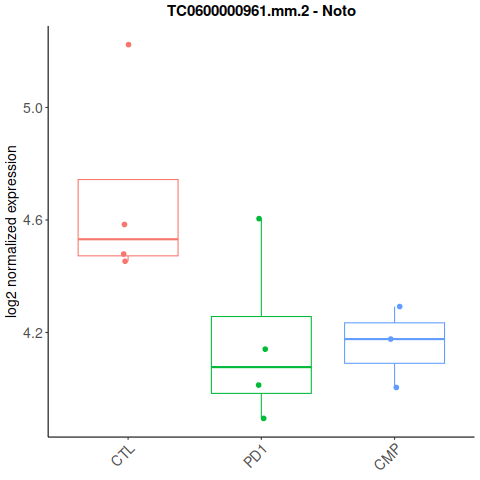 TC0600000961.mm.2 - Noto
log2 normalized expression
5.0
4.6
4.2
CTL
PD1
CMP